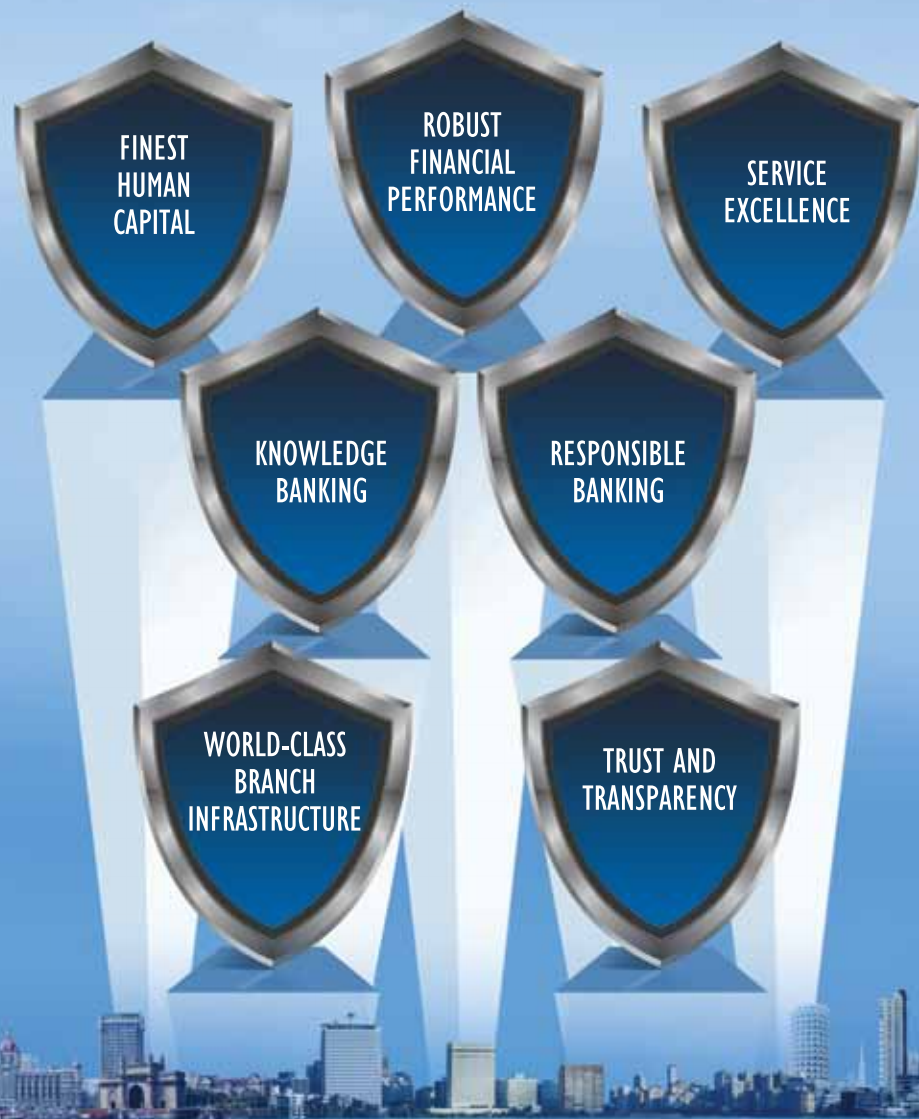 FINEST
HUMAN
CAPITAL
ROBUST
FINANCIAL
PERFORMANCE
SERVICE
EXCELLENCE
KNOWLEDGE
BANKING
RESPONSIBLE
BANKING
WORLD-CLASS
BRANCH
INFRASTRUCTURE
TRUST AND
TRANSPARENCY